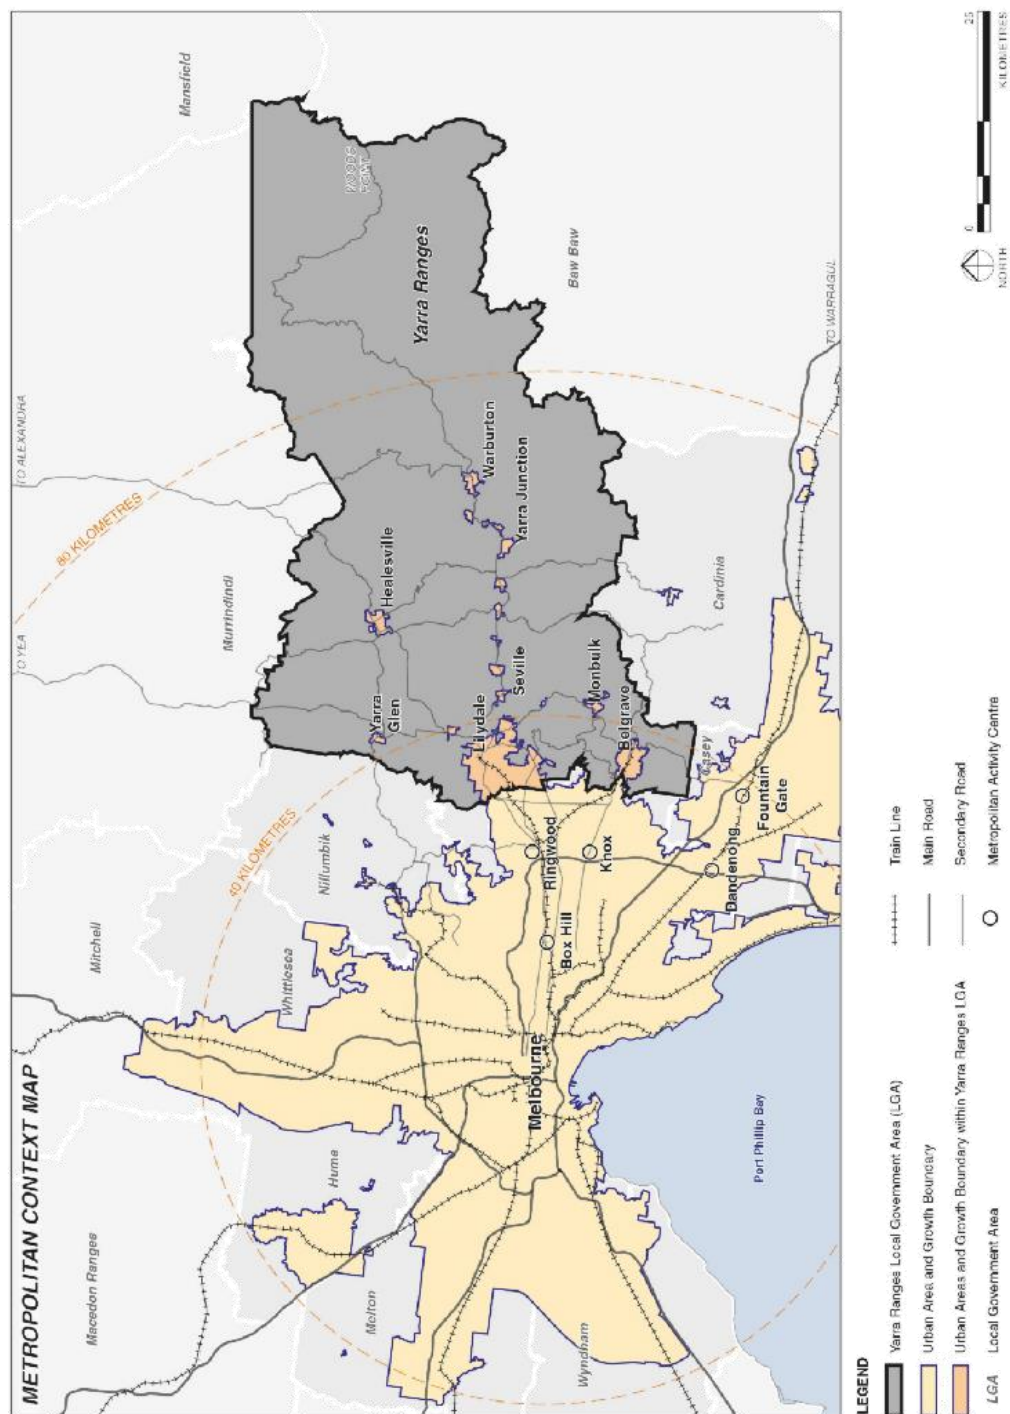 METROPOLITAN CONTEXT MAP
Macedon Ranges
Mitchell
TO YEA
TO ALEXANDRA
80 KILOMETRES
Murrindindi
Mansfield
40 KILOMETRES
Nillumbik
Whittlesea
Hume
Melton
Wyndham
WOODS
POINT
Yarra Ranges
Healesville
Yarra
Glen
Warburton
Yarra Junction
Lilydale
Seville
Monbulk
Belgrave
Baw Baw
Cardinia
Casey
TO WARRAGUL
Melbourne
Box Hill
Ringwood
Knox
Dandenong
Fountain
Gate
Port Phillip Bay
LEGEND
Yarra Ranges Local Government Area (LGA)
Urban Area and Growth Boundary
Urban Areas and Growth Boundary within Yarra Ranges LGA
LGA Local Government Area
Train Line
Main Road
Secondary Road
Metropolitan Activity Centre
NORTH
0 25
KILOMETRES